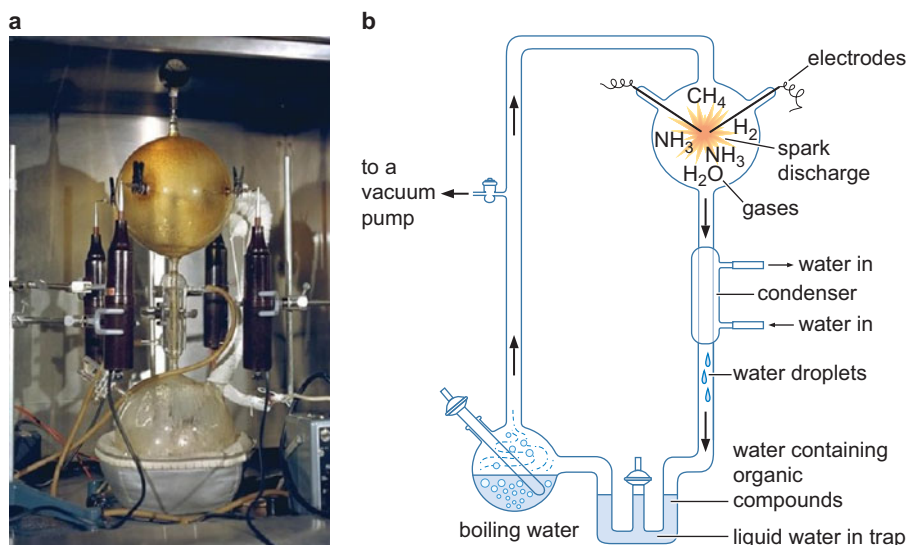 a
b
electrodes
CH₄
H₂
NH₃
NH₃
H₂O
spark
discharge
gases
to a
vacuum
pump
water in
condenser
water in
water droplets
water containing
organic
compounds
boiling water
liquid water in trap